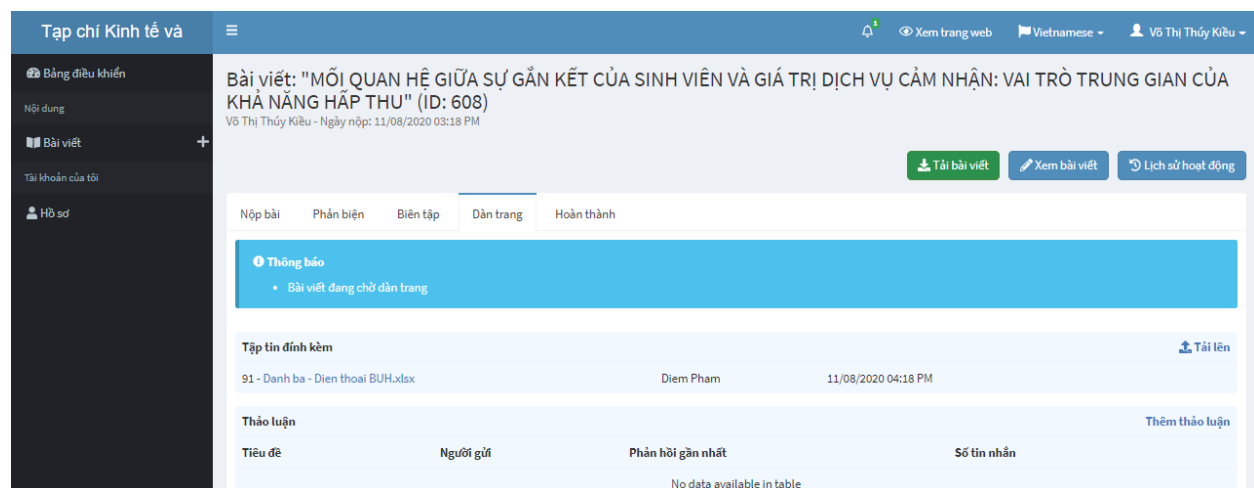 Tạp chí Kinh tế và
1
Xem trang web
Vietnamese
Võ Thị Thúy Kiều
Bảng điều khiển
Nội dung
Bài viết
Tài khoản của tôi
Hồ sơ
Bài viết: "MỐI QUAN HỆ GIỮA SỰ GẮN KẾT CỦA SINH VIÊN VÀ GIÁ TRỊ DỊCH VỤ CẢM NHẬN: VAI TRÒ TRUNG GIAN CỦA
KHẢ NĂNG HẤP THU" (ID: 608)
Võ Thị Thúy Kiều - Ngày nộp: 11/08/2020 03:18 PM
Tải bài viết
Xem bài viết
Lịch sử hoạt động
Nộp bài Phản biện Biên tập Dàn trang Hoàn thành
Thông báo
Bài viết đang chờ dàn trang
Tập tin đính kèm Tải lên
91 - Danh ba - Dien thoai BUH.xlsx Diem Pham 11/08/2020 04:18 PM
Thảo luận Thêm thảo luận
Tiêu đề Người gửi Phản hồi gần nhất Số tin nhắn
No data available in table